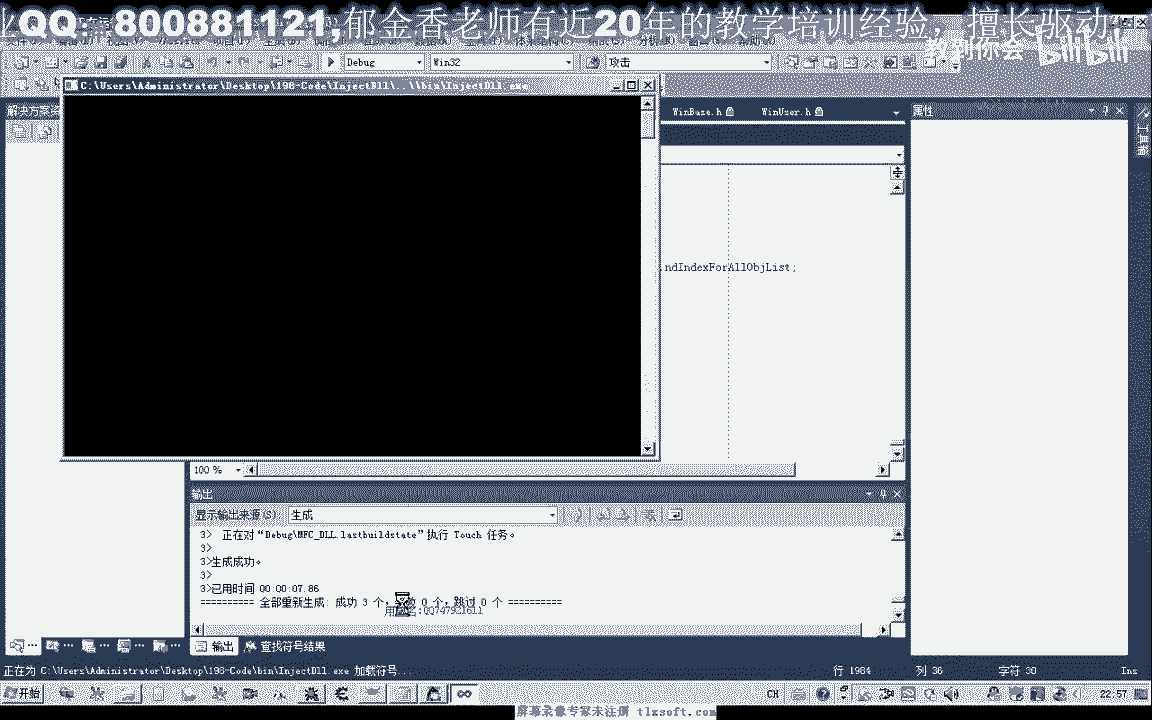 业QQ: 800881121,郁金香老师有近20年的教学培训经验, 擅长驱动,
教到你会 bilibili
Debug Win32 攻击
C:\Users\Administrator\Desktop\198-Code\InjectDll\..\\bin\InjectDll.exe
解决方案资
WinBase.h WinUser.h
属性
工具箱
ndIndexForAllObjList;
100 %
输出
显示输出来源(S): 生成
3> 正在对“Debug\MFC_DLL.lastbuildstate”执行 Touch 任务。
3>
3>生成成功。
3>
3>已用时间 00:00:07.86
========== 全部重新生成: 成功 3 个, 0 个，跳过 0 个 ==========
输出 查找符号结果
正在为 C:\Users\Administrator\Desktop\198-Code\bin\InjectDll.exe 加载符号...
行 1984 列 36 字符 30 Ins
开始 CH 22:57
屏幕录像专家未注册 tlxsoft.com